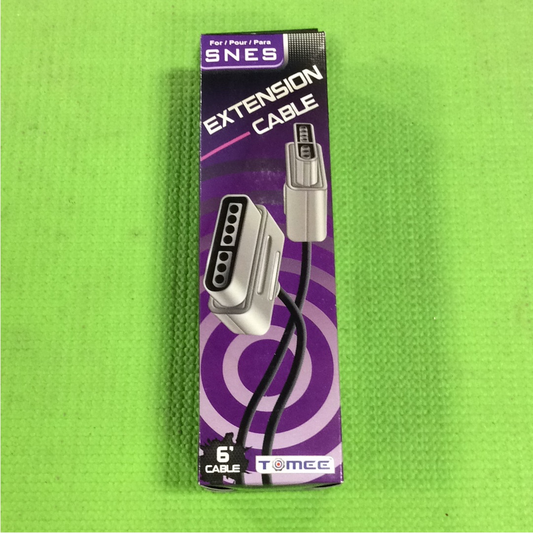 For / Pour / Para
SNES
EXTENSION
CABLE
6'
CABLE
TOMEE